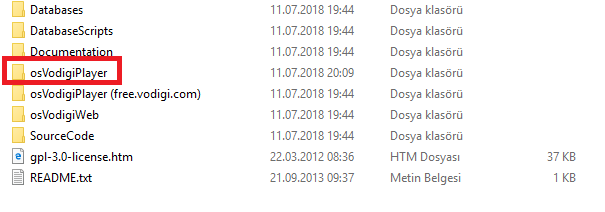 Databases 11.07.2018 19:44 Dosya klasörü
DatabaseScripts 11.07.2018 19:44 Dosya klasörü
Documentation 11.07.2018 19:44 Dosya klasörü
osVodigiPlayer 11.07.2018 20:09 Dosya klasörü
osVodigiPlayer (free.vodigi.com) 11.07.2018 19:44 Dosya klasörü
osVodigiWeb 11.07.2018 19:44 Dosya klasörü
SourceCode 11.07.2018 19:44 Dosya klasörü
gpl-3.0-license.htm 22.03.2012 08:36 HTM Dosyası 37 KB
README.txt 21.09.2013 09:37 Metin Belgesi 1 KB